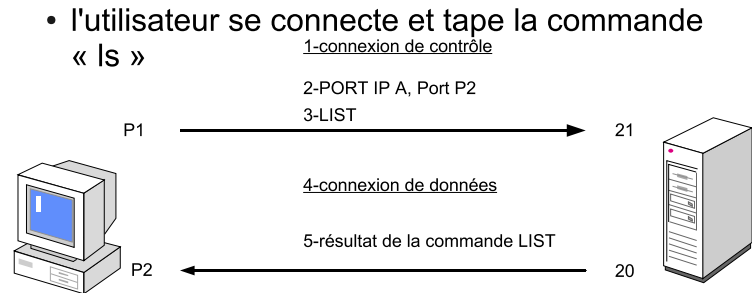 • l'utilisateur se connecte et tape la commande
« ls »
1-connexion de contrôle
2-PORT IP A, Port P2
3-LIST
P1
21
4-connexion de données
5-résultat de la commande LIST
P2
20